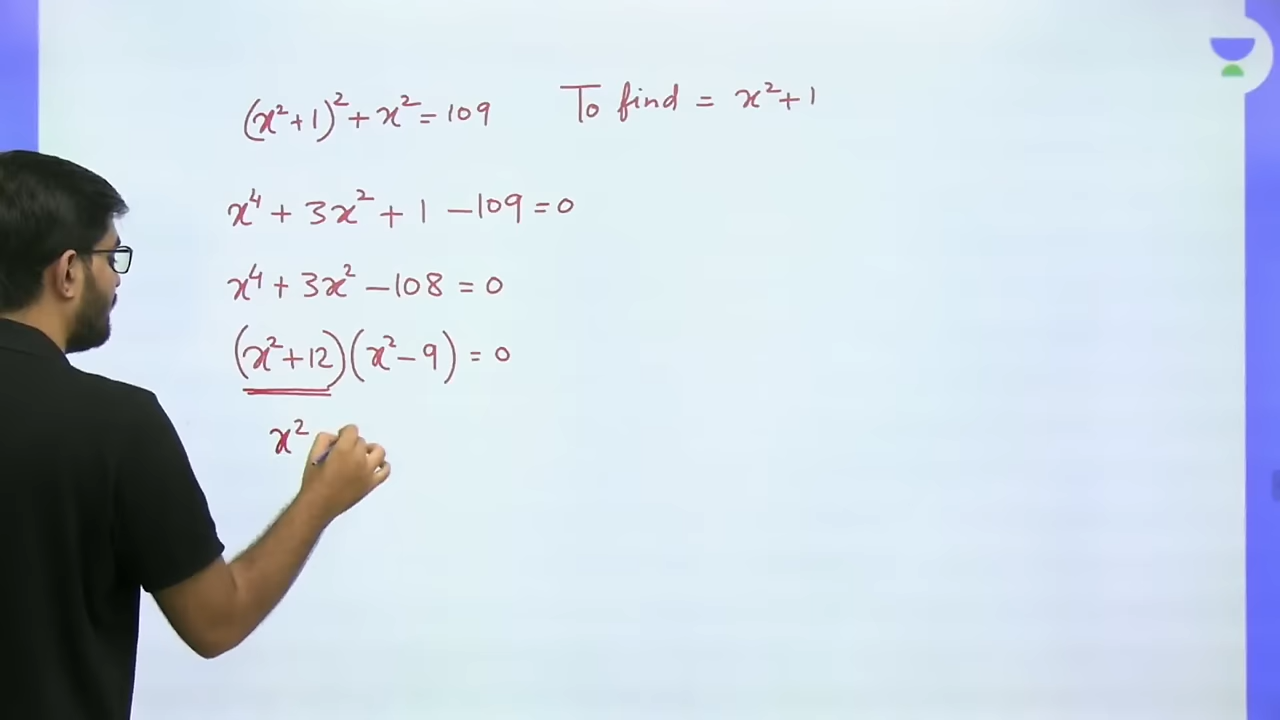 (x²+1)² + x² = 109 To find = x²+1
x⁴ + 3x² + 1 - 109 = 0
x⁴ + 3x² - 108 = 0
(x²+12)(x²-9) = 0
x²